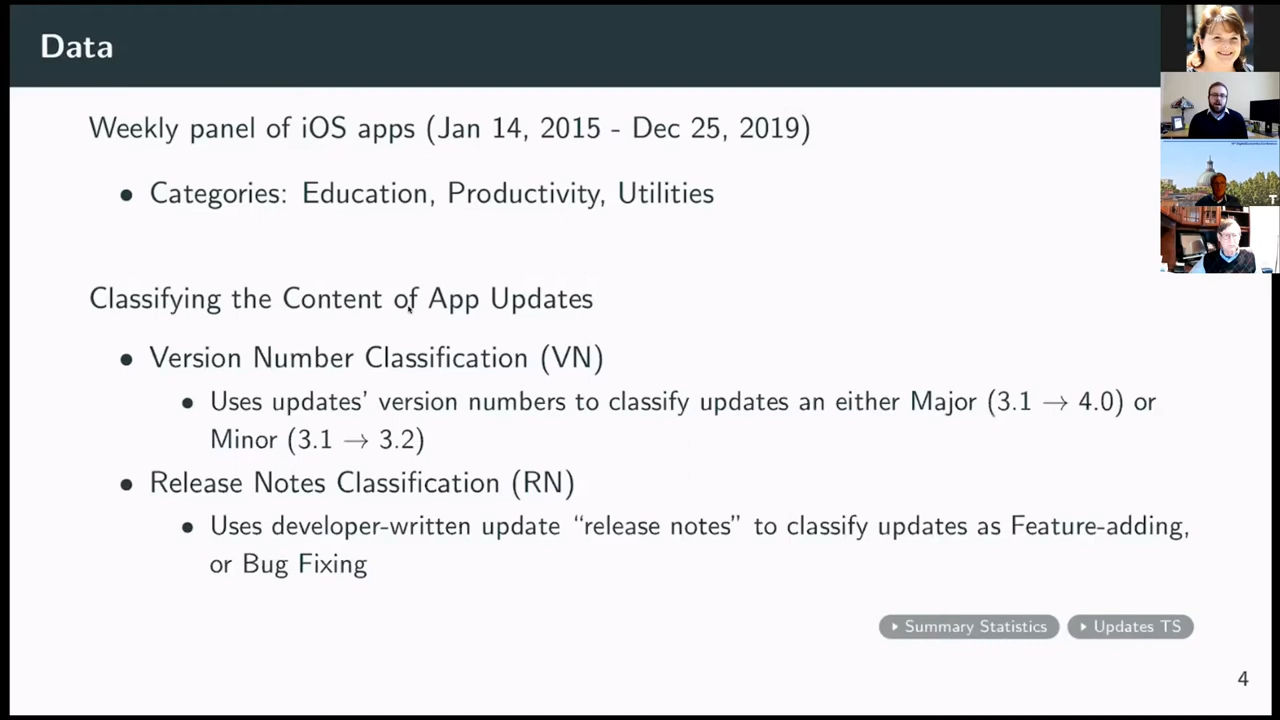 Data
Weekly panel of iOS apps (Jan 14, 2015 - Dec 25, 2019)
• Categories: Education, Productivity, Utilities
Classifying the Content of App Updates
• Version Number Classification (VN)
• Uses updates' version numbers to classify updates an either Major (3.1 → 4.0) or
Minor (3.1 → 3.2)
• Release Notes Classification (RN)
• Uses developer-written update “release notes” to classify updates as Feature-adding,
or Bug Fixing
Summary Statistics
Updates TS
4